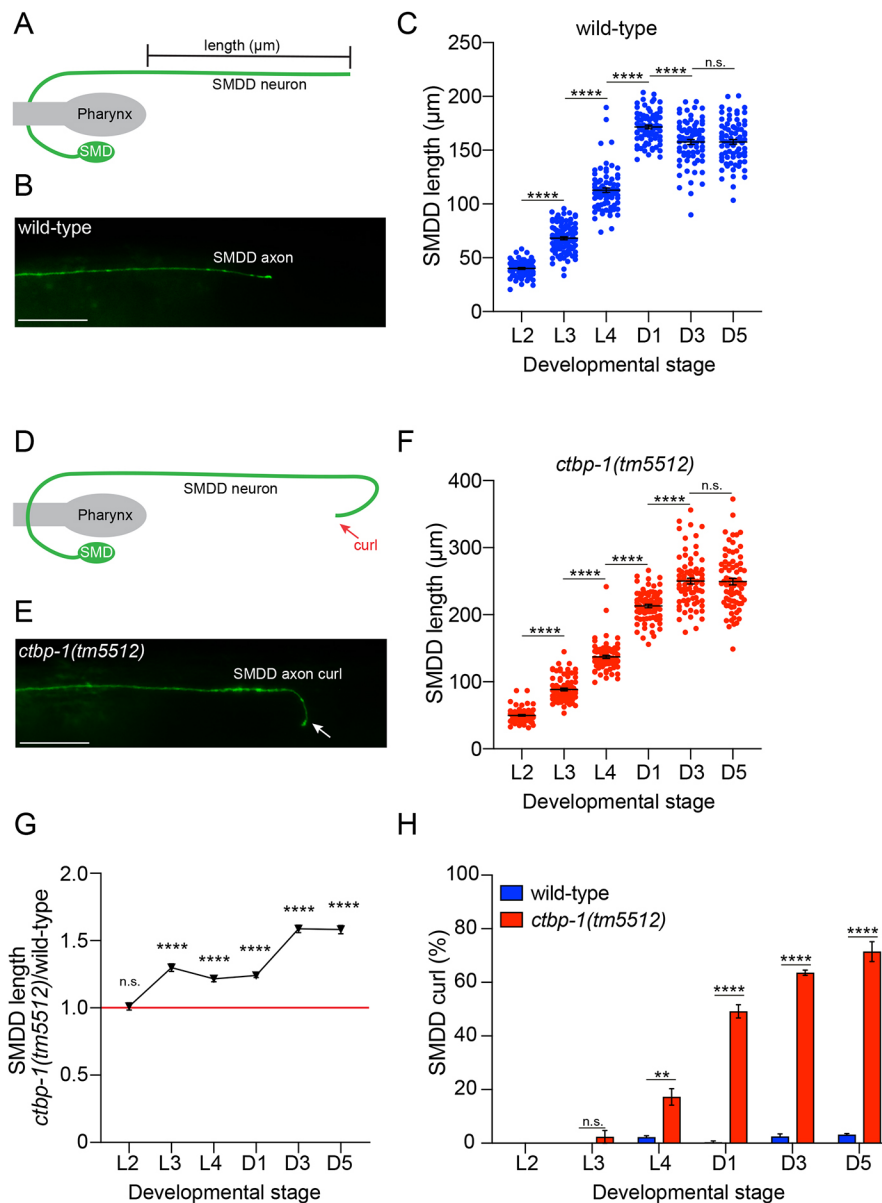 A
length (µm)
SMDD neuron
Pharynx
SMD
B
wild-type
SMDD axon
C
wild-type
SMDD length (µm)
250
200
150
100
50
0
****
****
****
****
n.s.
L2 L3 L4 D1 D3 D5
Developmental stage
D
SMDD neuron
Pharynx
SMD
curl
E
ctbp-1(tm5512)
SMDD axon curl
F
ctbp-1(tm5512)
SMDD length (µm)
400
300
200
100
0
****
****
****
****
n.s.
L2 L3 L4 D1 D3 D5
Developmental stage
G
SMDD length
ctbp-1(tm5512)/wild-type
2.0
1.5
1.0
0.5
0
n.s.
****
****
****
****
****
L2 L3 L4 D1 D3 D5
Developmental stage
H
SMDD curl (%)
100
80
60
40
20
0
wild-type
ctbp-1(tm5512)
n.s.
**
****
****
****
L2 L3 L4 D1 D3 D5
Developmental stage